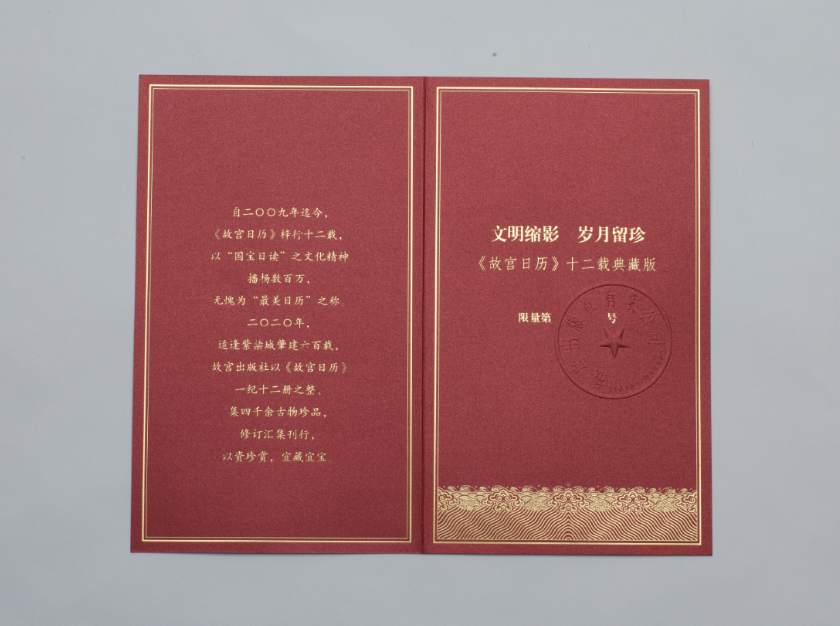 自二〇〇九年迄今，
《故宫日历》梓行十二载，
以“国宝日读”之文化精神
播杨数百万，
无愧为“最美日历”之称。
二〇二〇年，
适逢紫禁城肇建六百载，
故宫出版社以《故宫日历》
一纪十二册之整，
集四千余古物珍品，
修订汇集刊行，
以资珍赏，宜藏宜宝。
文明缩影　岁月留珍
《故宫日历》十二载典藏版
限量第　号